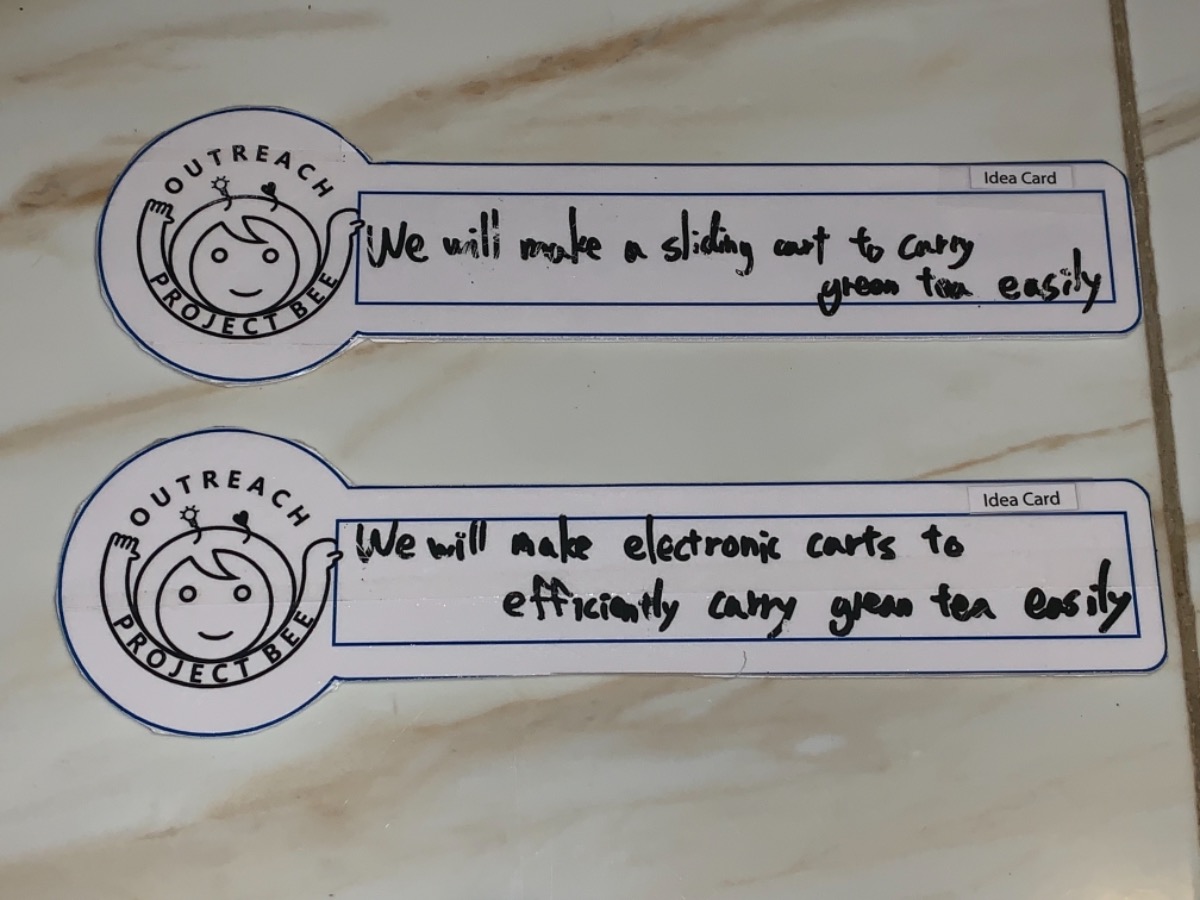 OUTREACH
PROJECT BEE
Idea Card
We will make a sliding cart to carry
green tea easily
OUTREACH
PROJECT BEE
Idea Card
We will make electronic carts to
efficiently carry green tea easily